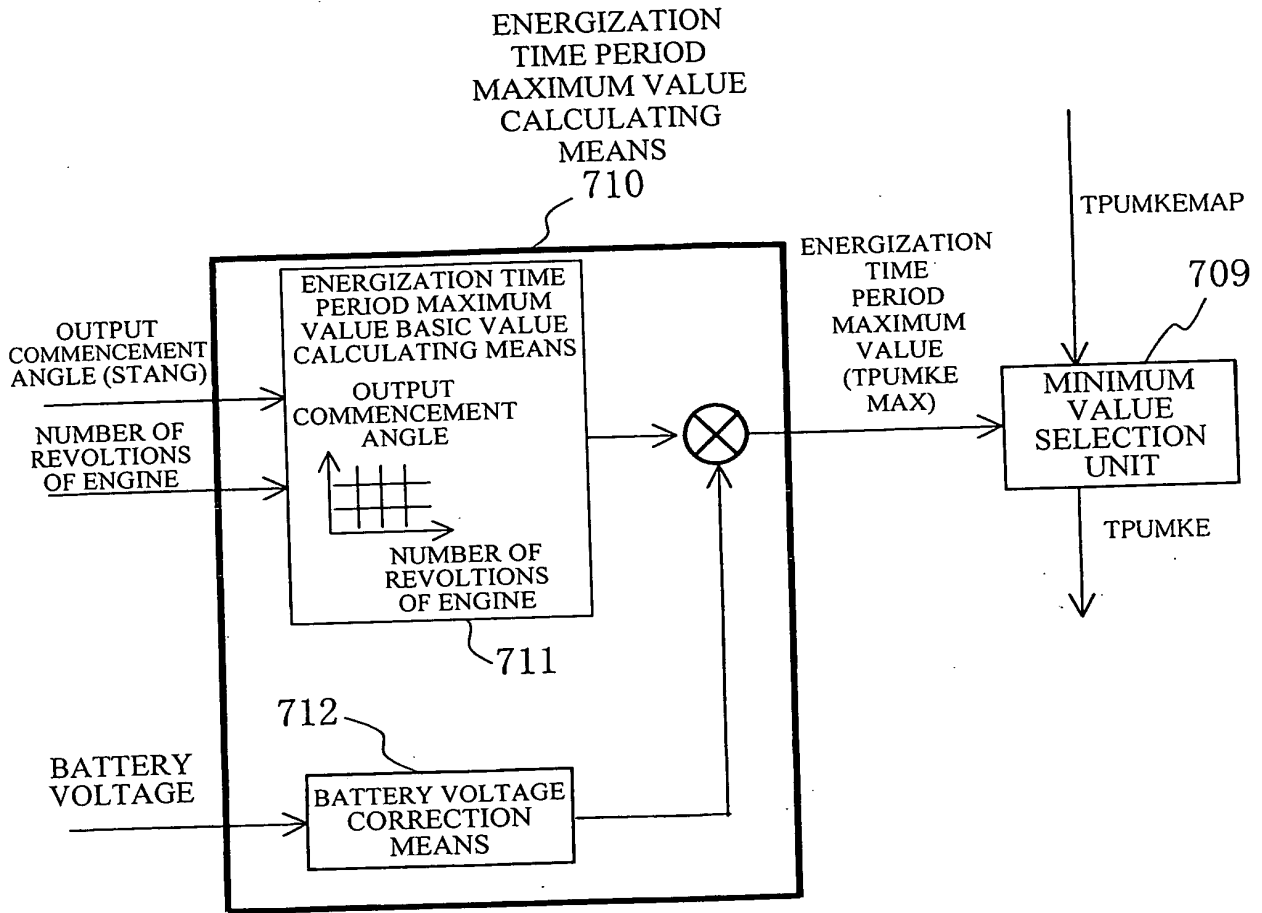 ENERGIZATION
TIME PERIOD
MAXIMUM VALUE
CALCULATING
MEANS
710
TPUMKEMAP
ENERGIZATION
TIME
PERIOD
MAXIMUM
VALUE
(TPUMKE
MAX)
709
OUTPUT
COMMENCEMENT
ANGLE (STANG)
NUMBER OF
REVOLTIONS
OF ENGINE
ENERGIZATION TIME
PERIOD MAXIMUM
VALUE BASIC VALUE
CALCULATING MEANS
OUTPUT
COMMENCEMENT
ANGLE
NUMBER OF
REVOLTIONS
OF ENGINE
711
MINIMUM
VALUE
SELECTION
UNIT
TPUMKE
712
BATTERY
VOLTAGE
BATTERY VOLTAGE
CORRECTION
MEANS